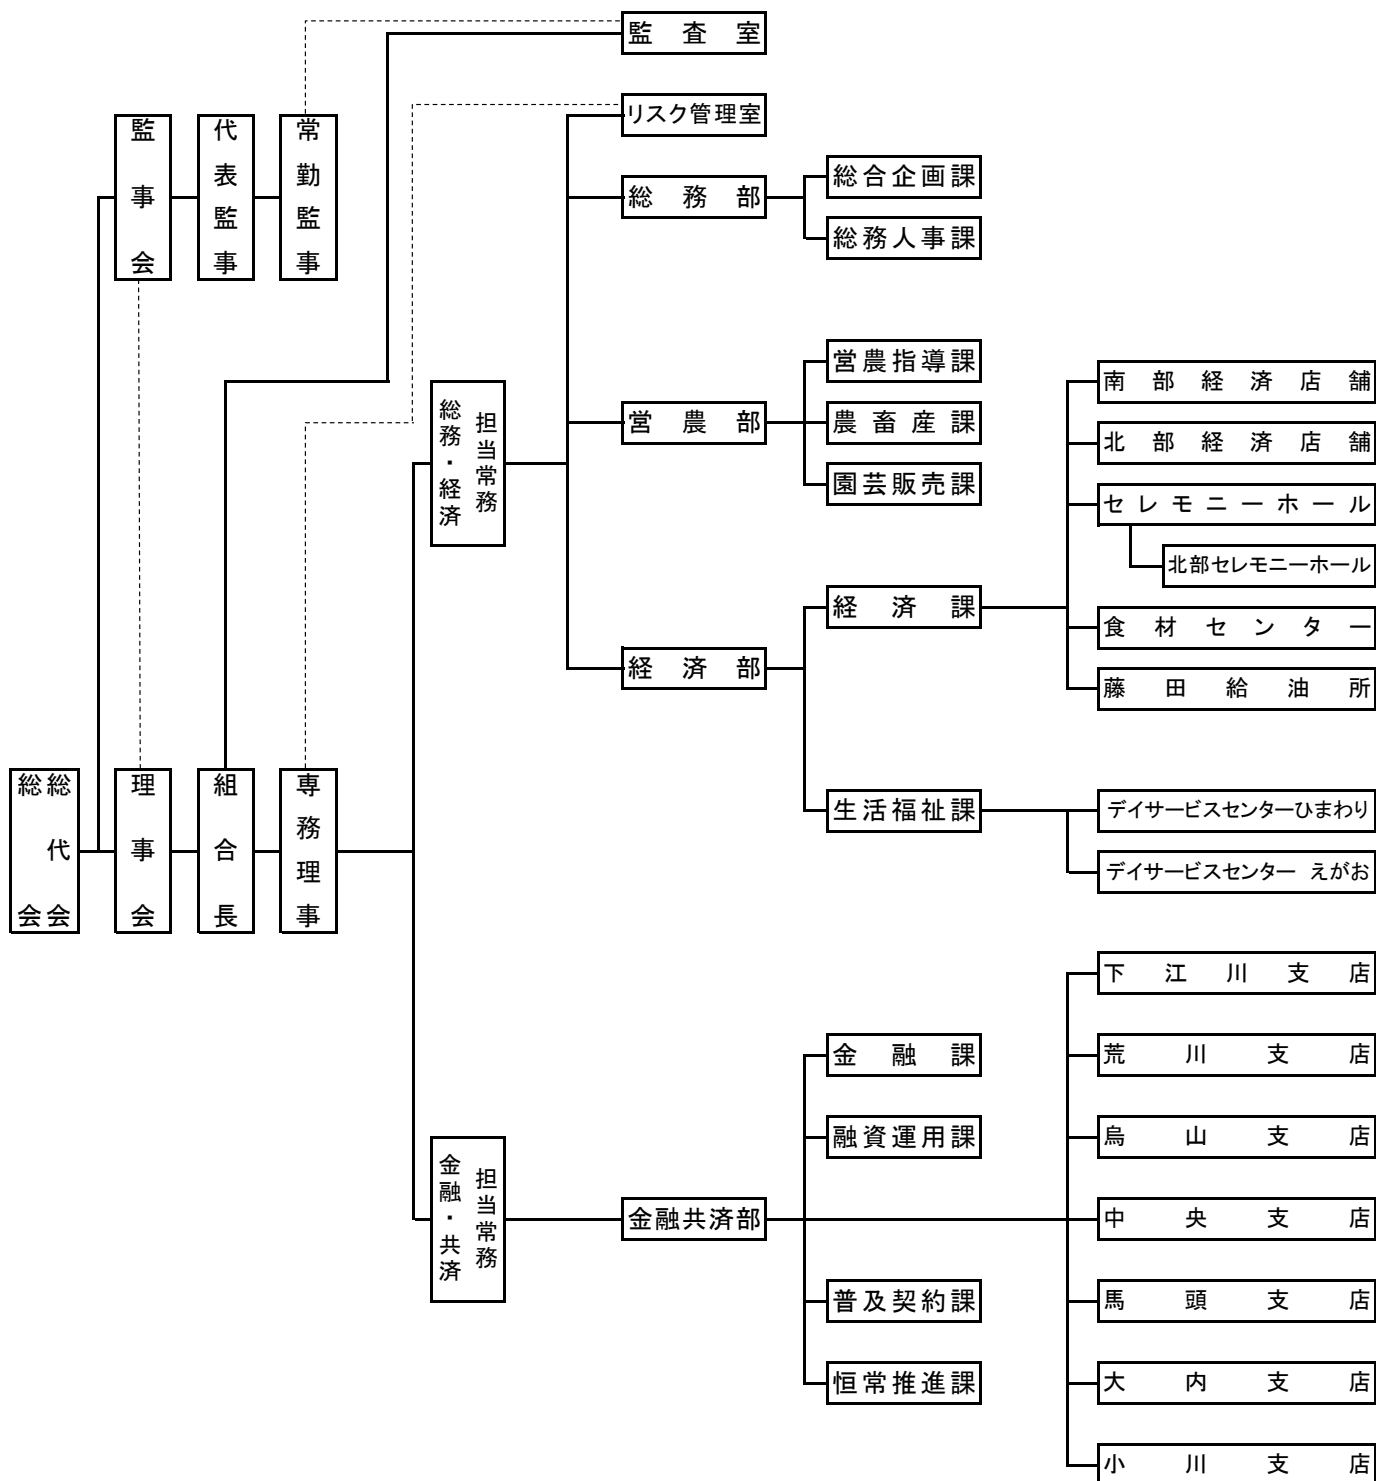 監査室
リスク管理室
監事会
代表監事
常勤監事
総務部
総合企画課
総務人事課
総務・経済
担当常務
営農部
営農指導課
農畜産課
園芸販売課
経済部
経済課
南部経済店舗
北部経済店舗
セレモニーホール
北部セレモニーホール
食材センター
藤田給油所
生活福祉課
デイサービスセンターひまわり
デイサービスセンター えがお
総会
総代会
理事会
組合長
専務理事
金融・共済
担当常務
金融共済部
金融課
融資運用課
普及契約課
恒常推進課
下江川支店
荒川支店
烏山支店
中央支店
馬頭支店
大内支店
小川支店